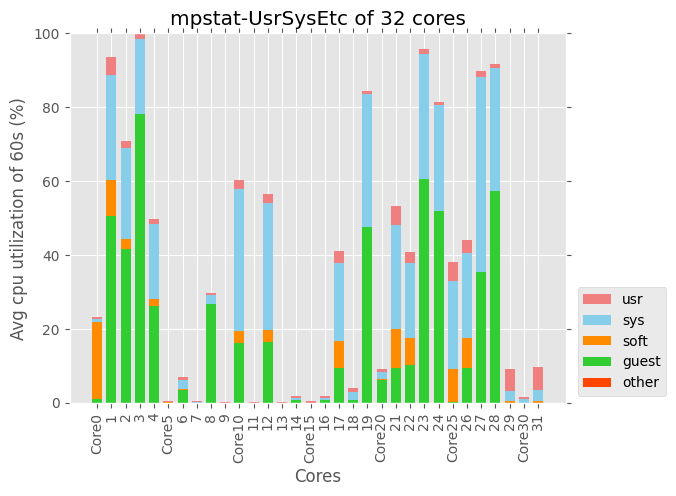 mpstat-UsrSysEtc of 32 cores
100
80
60
40
20
0
Avg cpu utilization of 60s (%)
Core0
1
2
3
4
Core5
6
7
8
9
Core10
11
12
13
14
Core15
16
17
18
19
Core20
21
22
23
24
Core25
26
27
28
29
Core30
31
Cores
usr
sys
soft
guest
other